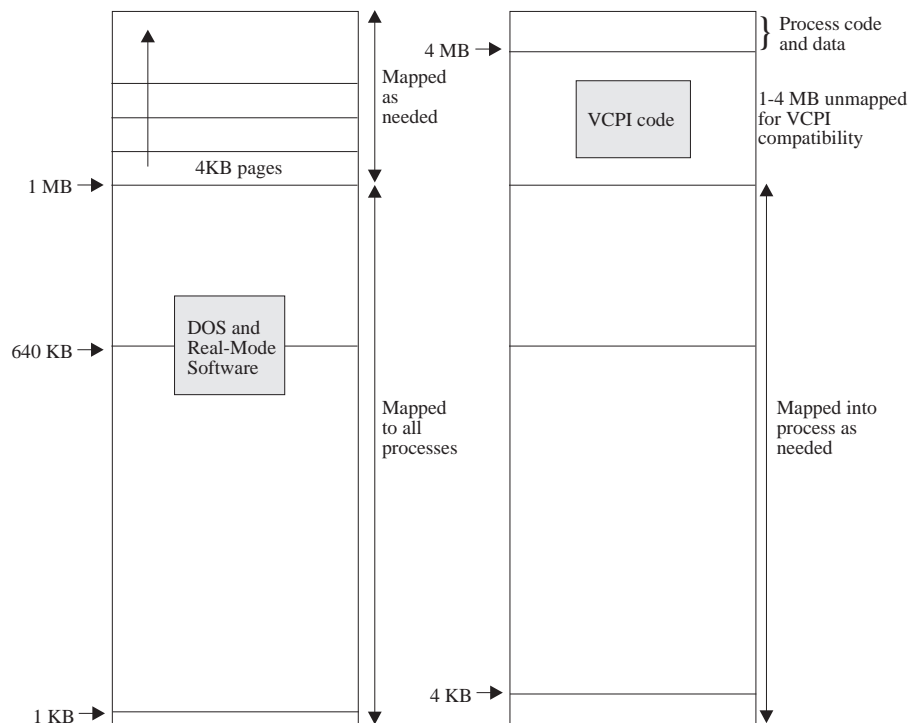 Mapped
as
needed
4KB pages
1 MB
DOS and
Real-Mode
Software
640 KB
Mapped
to all
processes
1 KB
Process code
and data
4 MB
VCPI code
1-4 MB unmapped
for VCPI
compatibility
Mapped into
process as
needed
4 KB